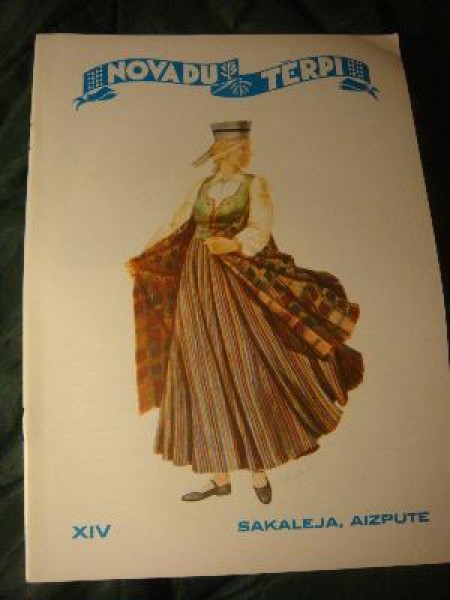 NOVADU TĒRPI
XIV
SAKALEJA, AIZPUTE